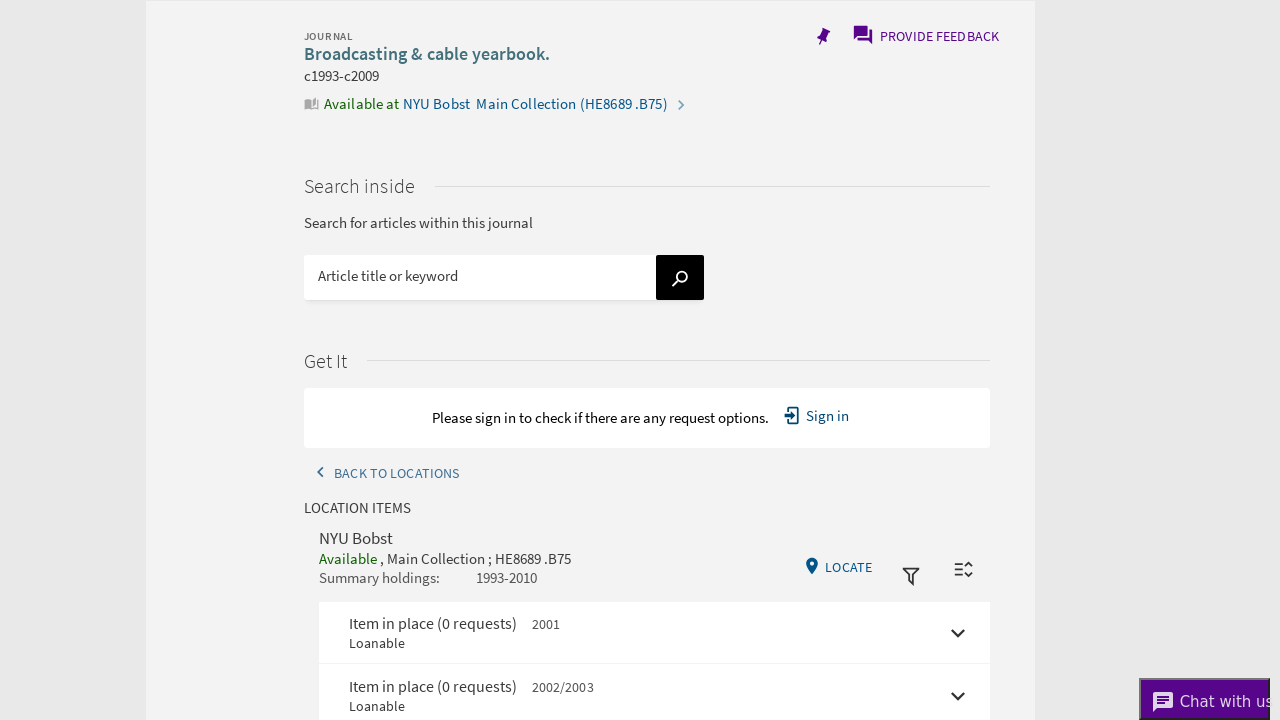 JOURNAL
Broadcasting & cable yearbook.
c1993-c2009
Available at NYU Bobst Main Collection (HE8689 .B75)
PROVIDE FEEDBACK
Search inside
Search for articles within this journal
Article title or keyword
Get It
Please sign in to check if there are any request options. Sign in
BACK TO LOCATIONS
LOCATION ITEMS
NYU Bobst
Available , Main Collection ; HE8689 .B75
Summary holdings: 1993-2010
LOCATE
Item in place (0 requests) 2001
Loanable
Item in place (0 requests) 2002/2003
Loanable
Chat with us